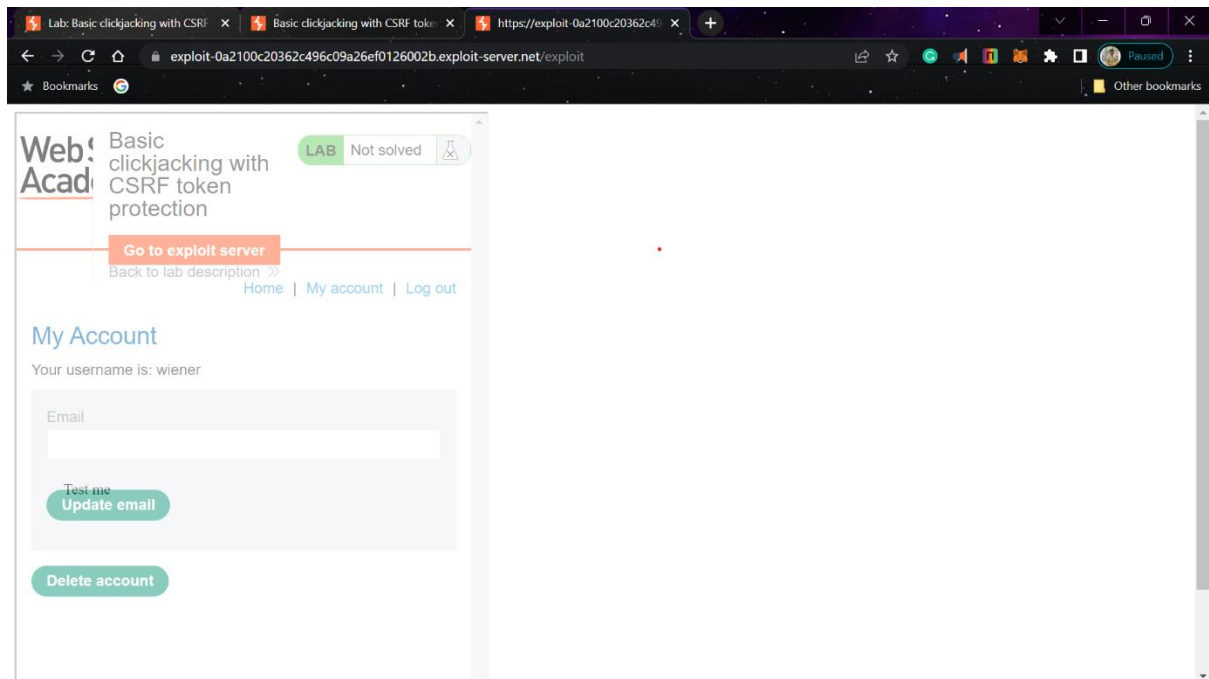 Lab: Basic clickjacking with CSRF
Basic clickjacking with CSRF toke
https://exploit-0a2100c20362c49
exploit-0a2100c20362c496c09a26ef0126002b.exploit-server.net/exploit
Paused
Bookmarks
Other bookmarks
Web S
Acad
Basic
clickjacking with
CSRF token
protection
LAB Not solved
Go to exploit server
Back to lab description
Home | My account | Log out
My Account
Your username is: wiener
Email
Test me
Update email
Delete account